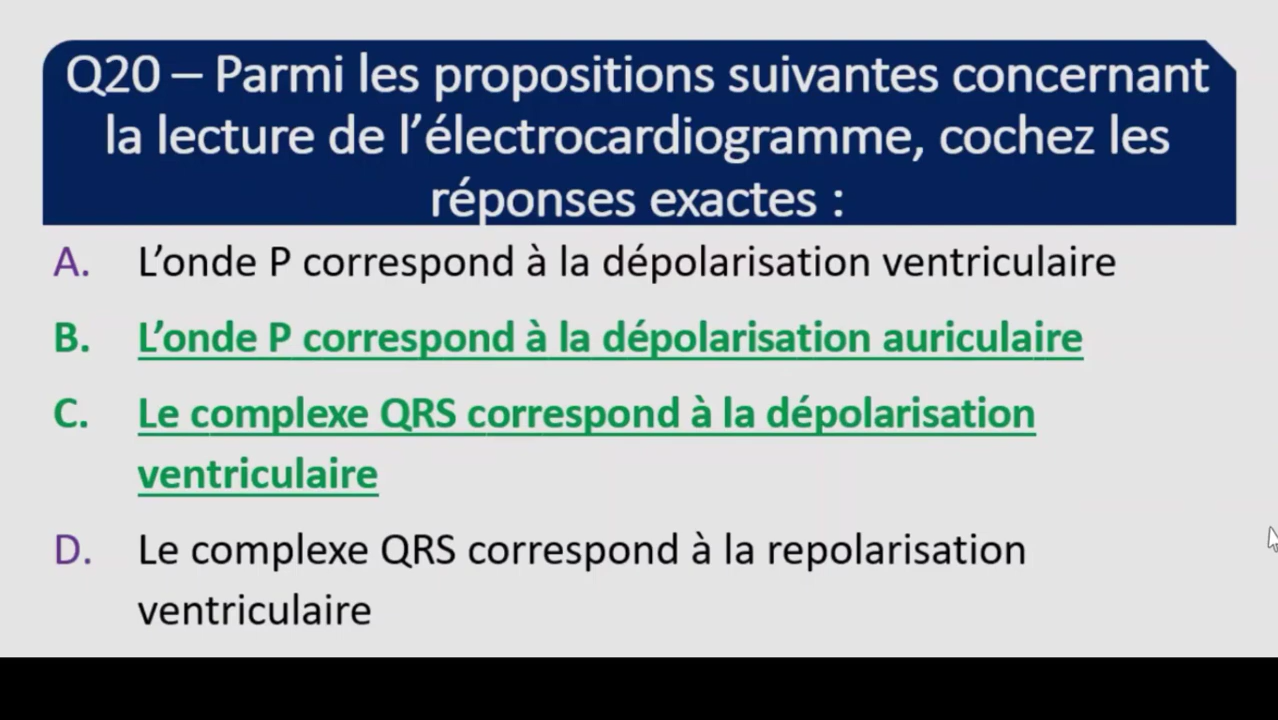 Q20 – Parmi les propositions suivantes concernant
la lecture de l’électrocardiogramme, cochez les
réponses exactes :
A. L’onde P correspond à la dépolarisation ventriculaire
B. L’onde P correspond à la dépolarisation auriculaire
C. Le complexe QRS correspond à la dépolarisation
ventriculaire
D. Le complexe QRS correspond à la repolarisation
ventriculaire